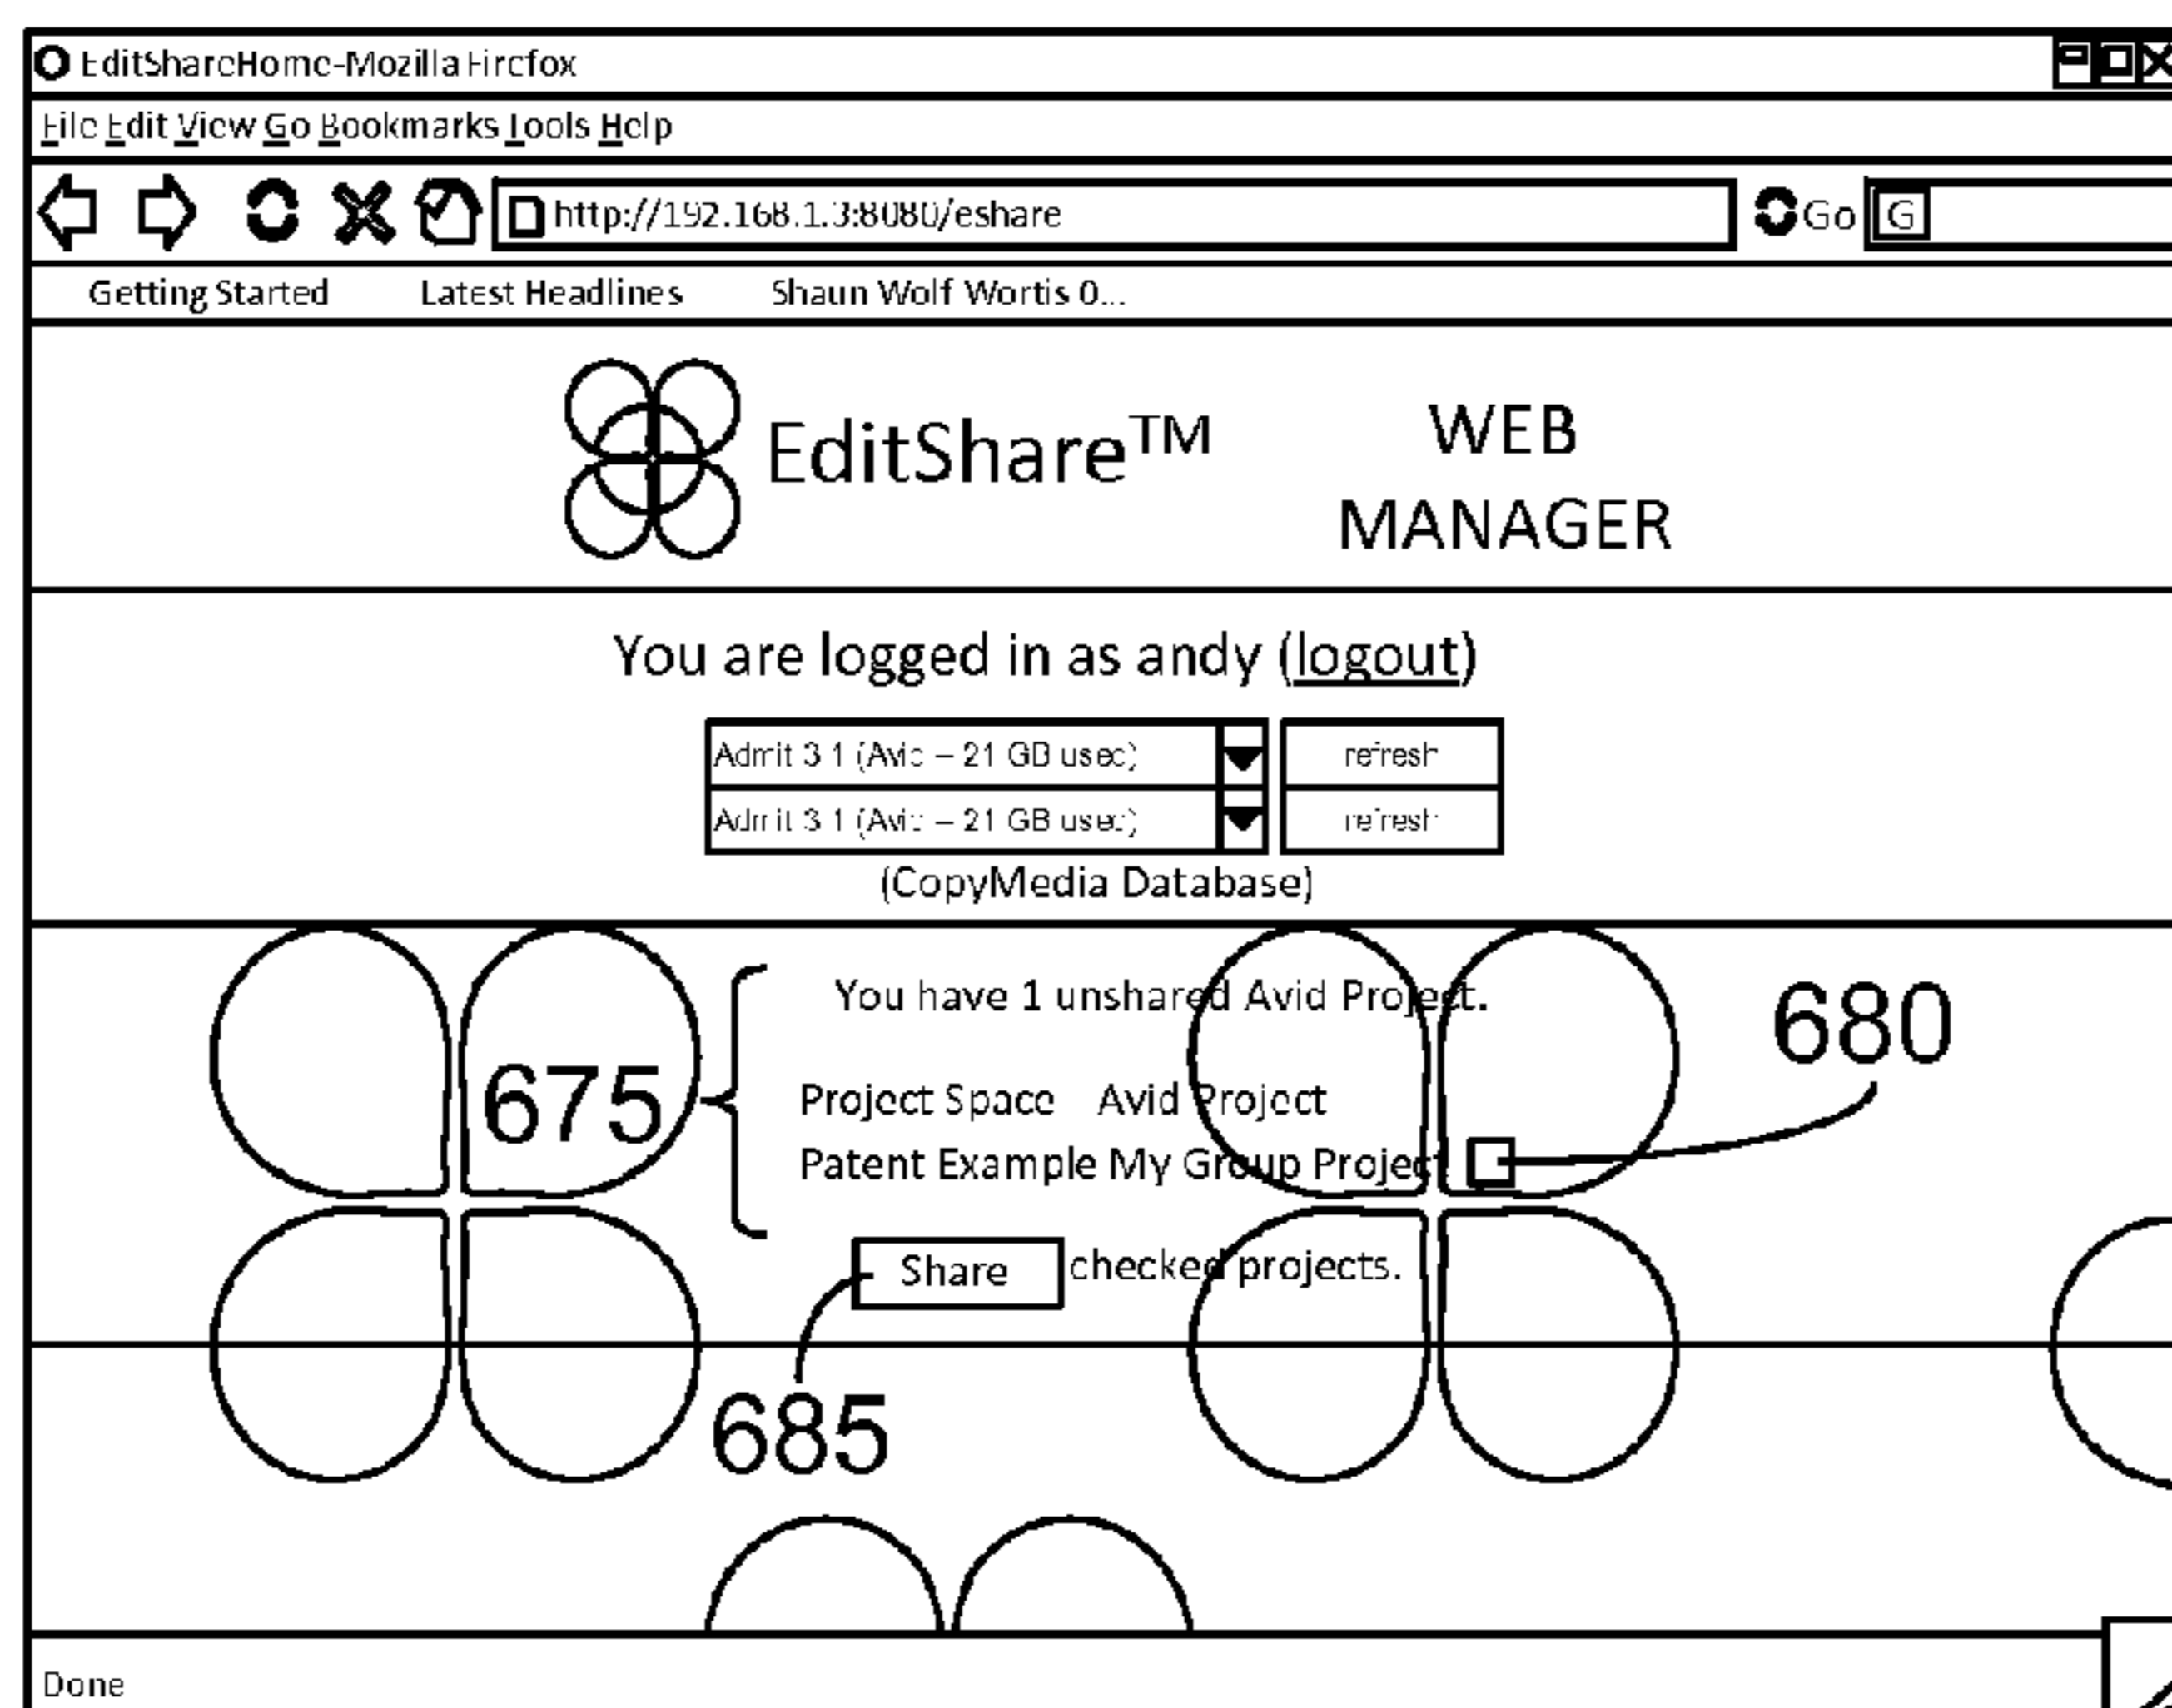 EditShareHome-Mozilla Firefox
File Edit View Go Bookmarks Tools Help
http://192.168.1.3:8080/eshare Go G
Getting Started Latest Headlines Shaun Wolf Wortis 0...
EditShare™
WEB
MANAGER
You are logged in as andy (logout)
Admit 3 1 (Avid – 21 GB used) refresh
Admit 3 1 (Avid – 21 GB used) refresh
(CopyMedia Database)
You have 1 unshared Avid Project.
680
675
Project Space Avid Project
Patent Example My Group Project
Share checked projects.
685
Done